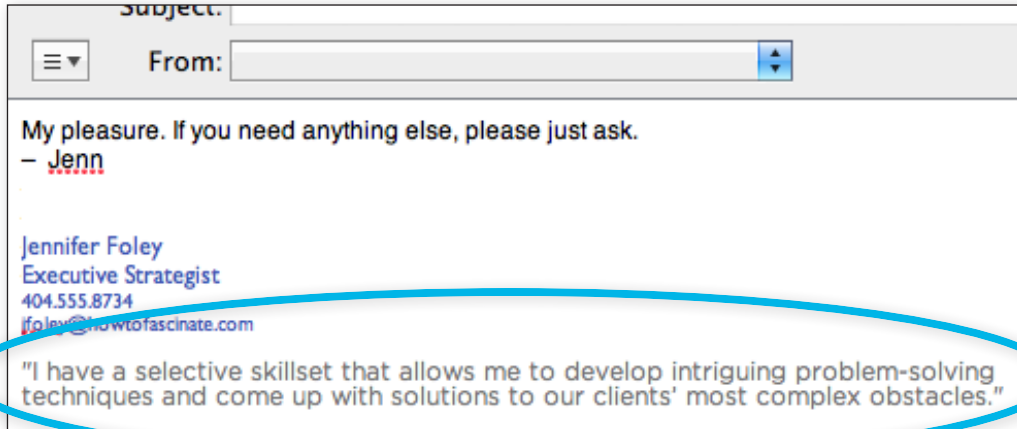 Subject:
From:
My pleasure. If you need anything else, please just ask.
– Jenn
Jennifer Foley
Executive Strategist
404.555.8734
jfoley@howtofascinate.com
"I have a selective skillset that allows me to develop intriguing problem-solving
techniques and come up with solutions to our clients' most complex obstacles."